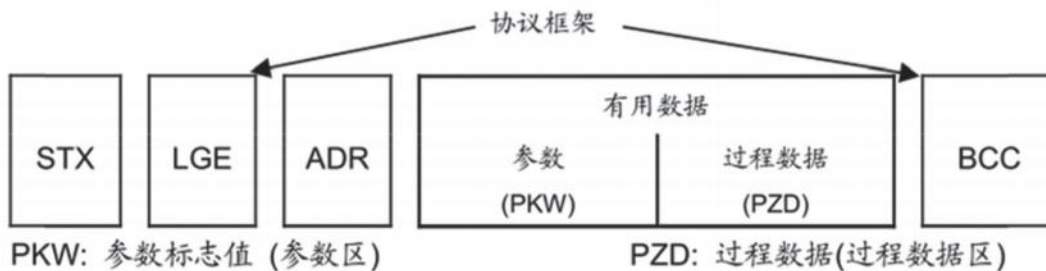 协议框架
有用数据
STX LGE ADR 参数 过程数据 BCC
(PKW) (PZD)
PKW: 参数标志值 (参数区) PZD: 过程数据(过程数据区)